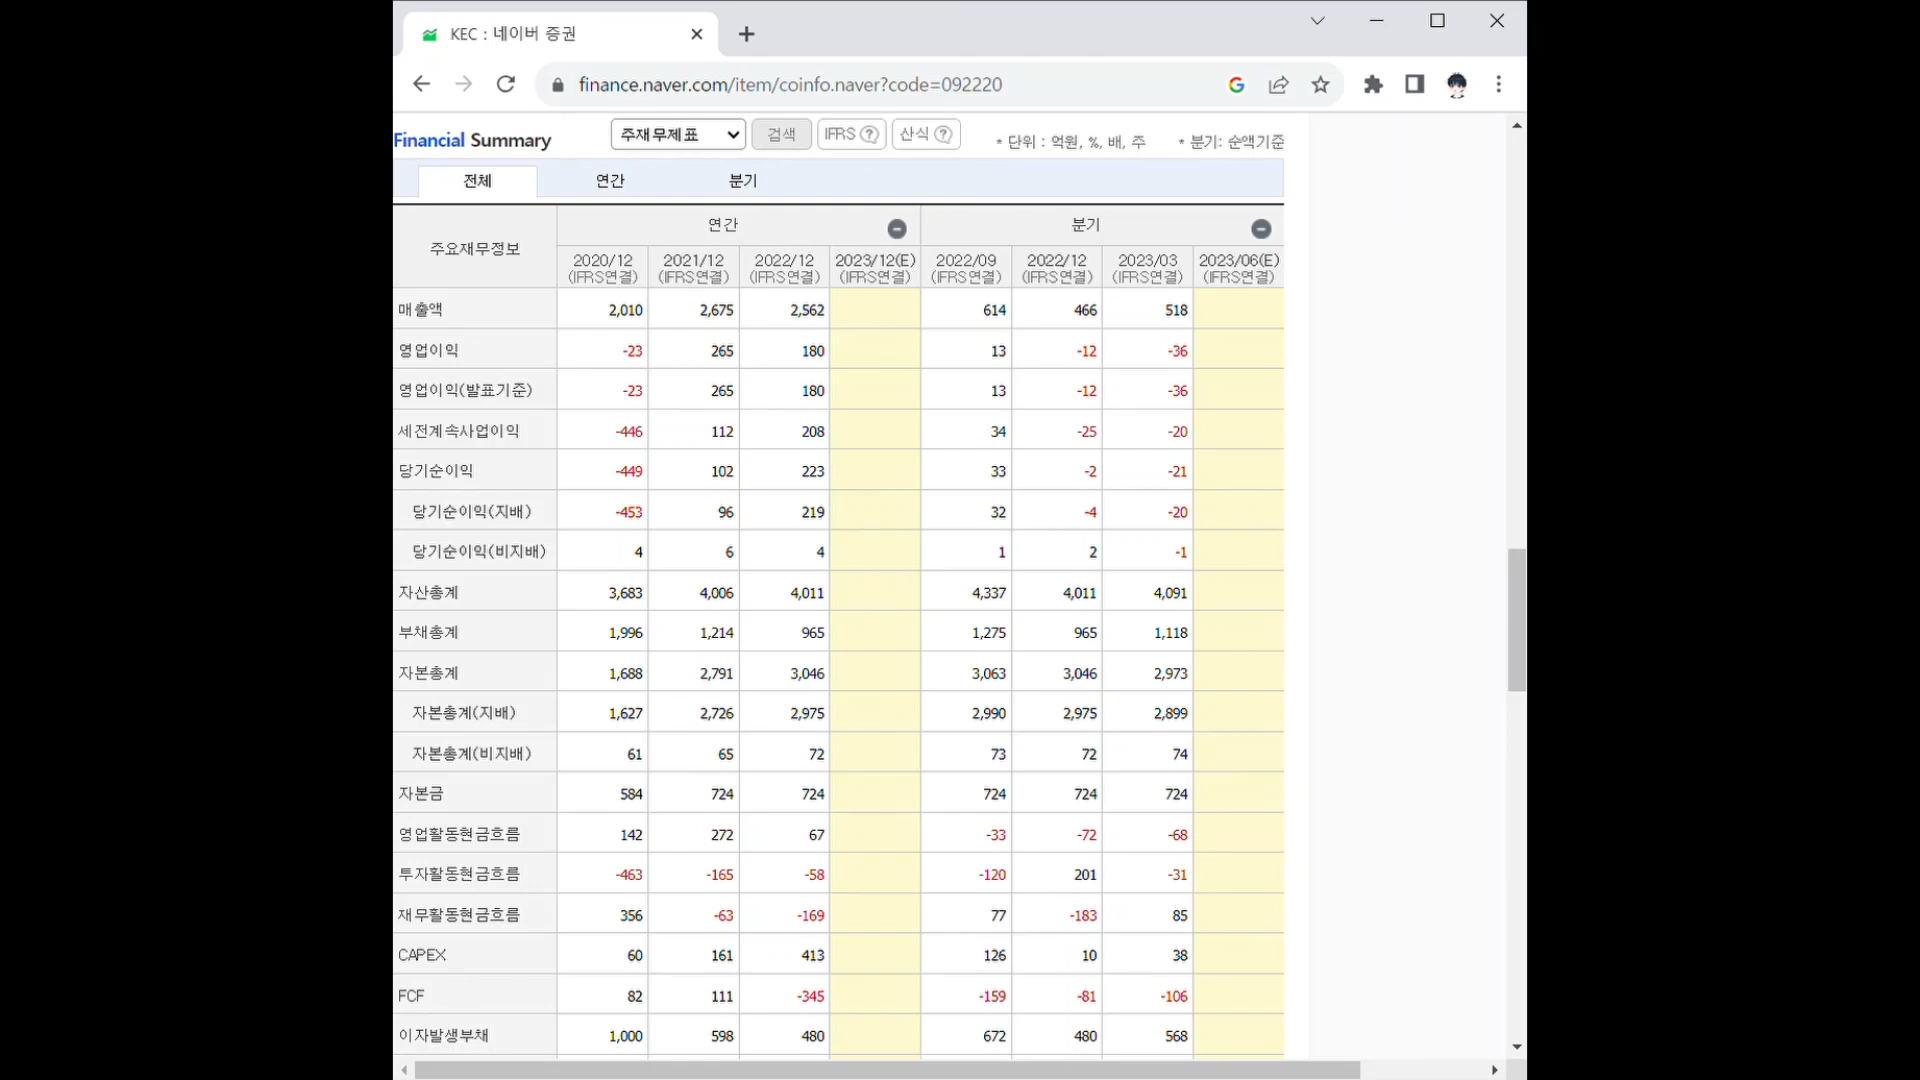 KEC : 네이버 증권
finance.naver.com/item/coinfo.naver?code=092220
Financial Summary 주재무제표 검색 IFRS ? 산식 ? * 단위 : 억원, %, 배, 주 * 분기: 순액기준
전체 연간 분기
주요재무정보 연간 분기
2020/12 2021/12 2022/12 2023/12(E) 2022/09 2022/12 2023/03 2023/06(E)
(IFRS연결) (IFRS연결) (IFRS연결) (IFRS연결) (IFRS연결) (IFRS연결) (IFRS연결) (IFRS연결)
매출액 2,010 2,675 2,562 614 466 518
영업이익 -23 265 180 13 -12 -36
영업이익(발표기준) -23 265 180 13 -12 -36
세전계속사업이익 -446 112 208 34 -25 -20
당기순이익 -449 102 223 33 -2 -21
당기순이익(지배) -453 96 219 32 -4 -20
당기순이익(비지배) 4 6 4 1 2 -1
자산총계 3,683 4,006 4,011 4,337 4,011 4,091
부채총계 1,996 1,214 965 1,275 965 1,118
자본총계 1,688 2,791 3,046 3,063 3,046 2,973
자본총계(지배) 1,627 2,726 2,975 2,990 2,975 2,899
자본총계(비지배) 61 65 72 73 72 74
자본금 584 724 724 724 724 724
영업활동현금흐름 142 272 67 -33 -72 -68
투자활동현금흐름 -463 -165 -58 -120 201 -31
재무활동현금흐름 356 -63 -169 77 -183 85
CAPEX 60 161 413 126 10 38
FCF 82 111 -345 -159 -81 -106
이자발생부채 1,000 598 480 672 480 568